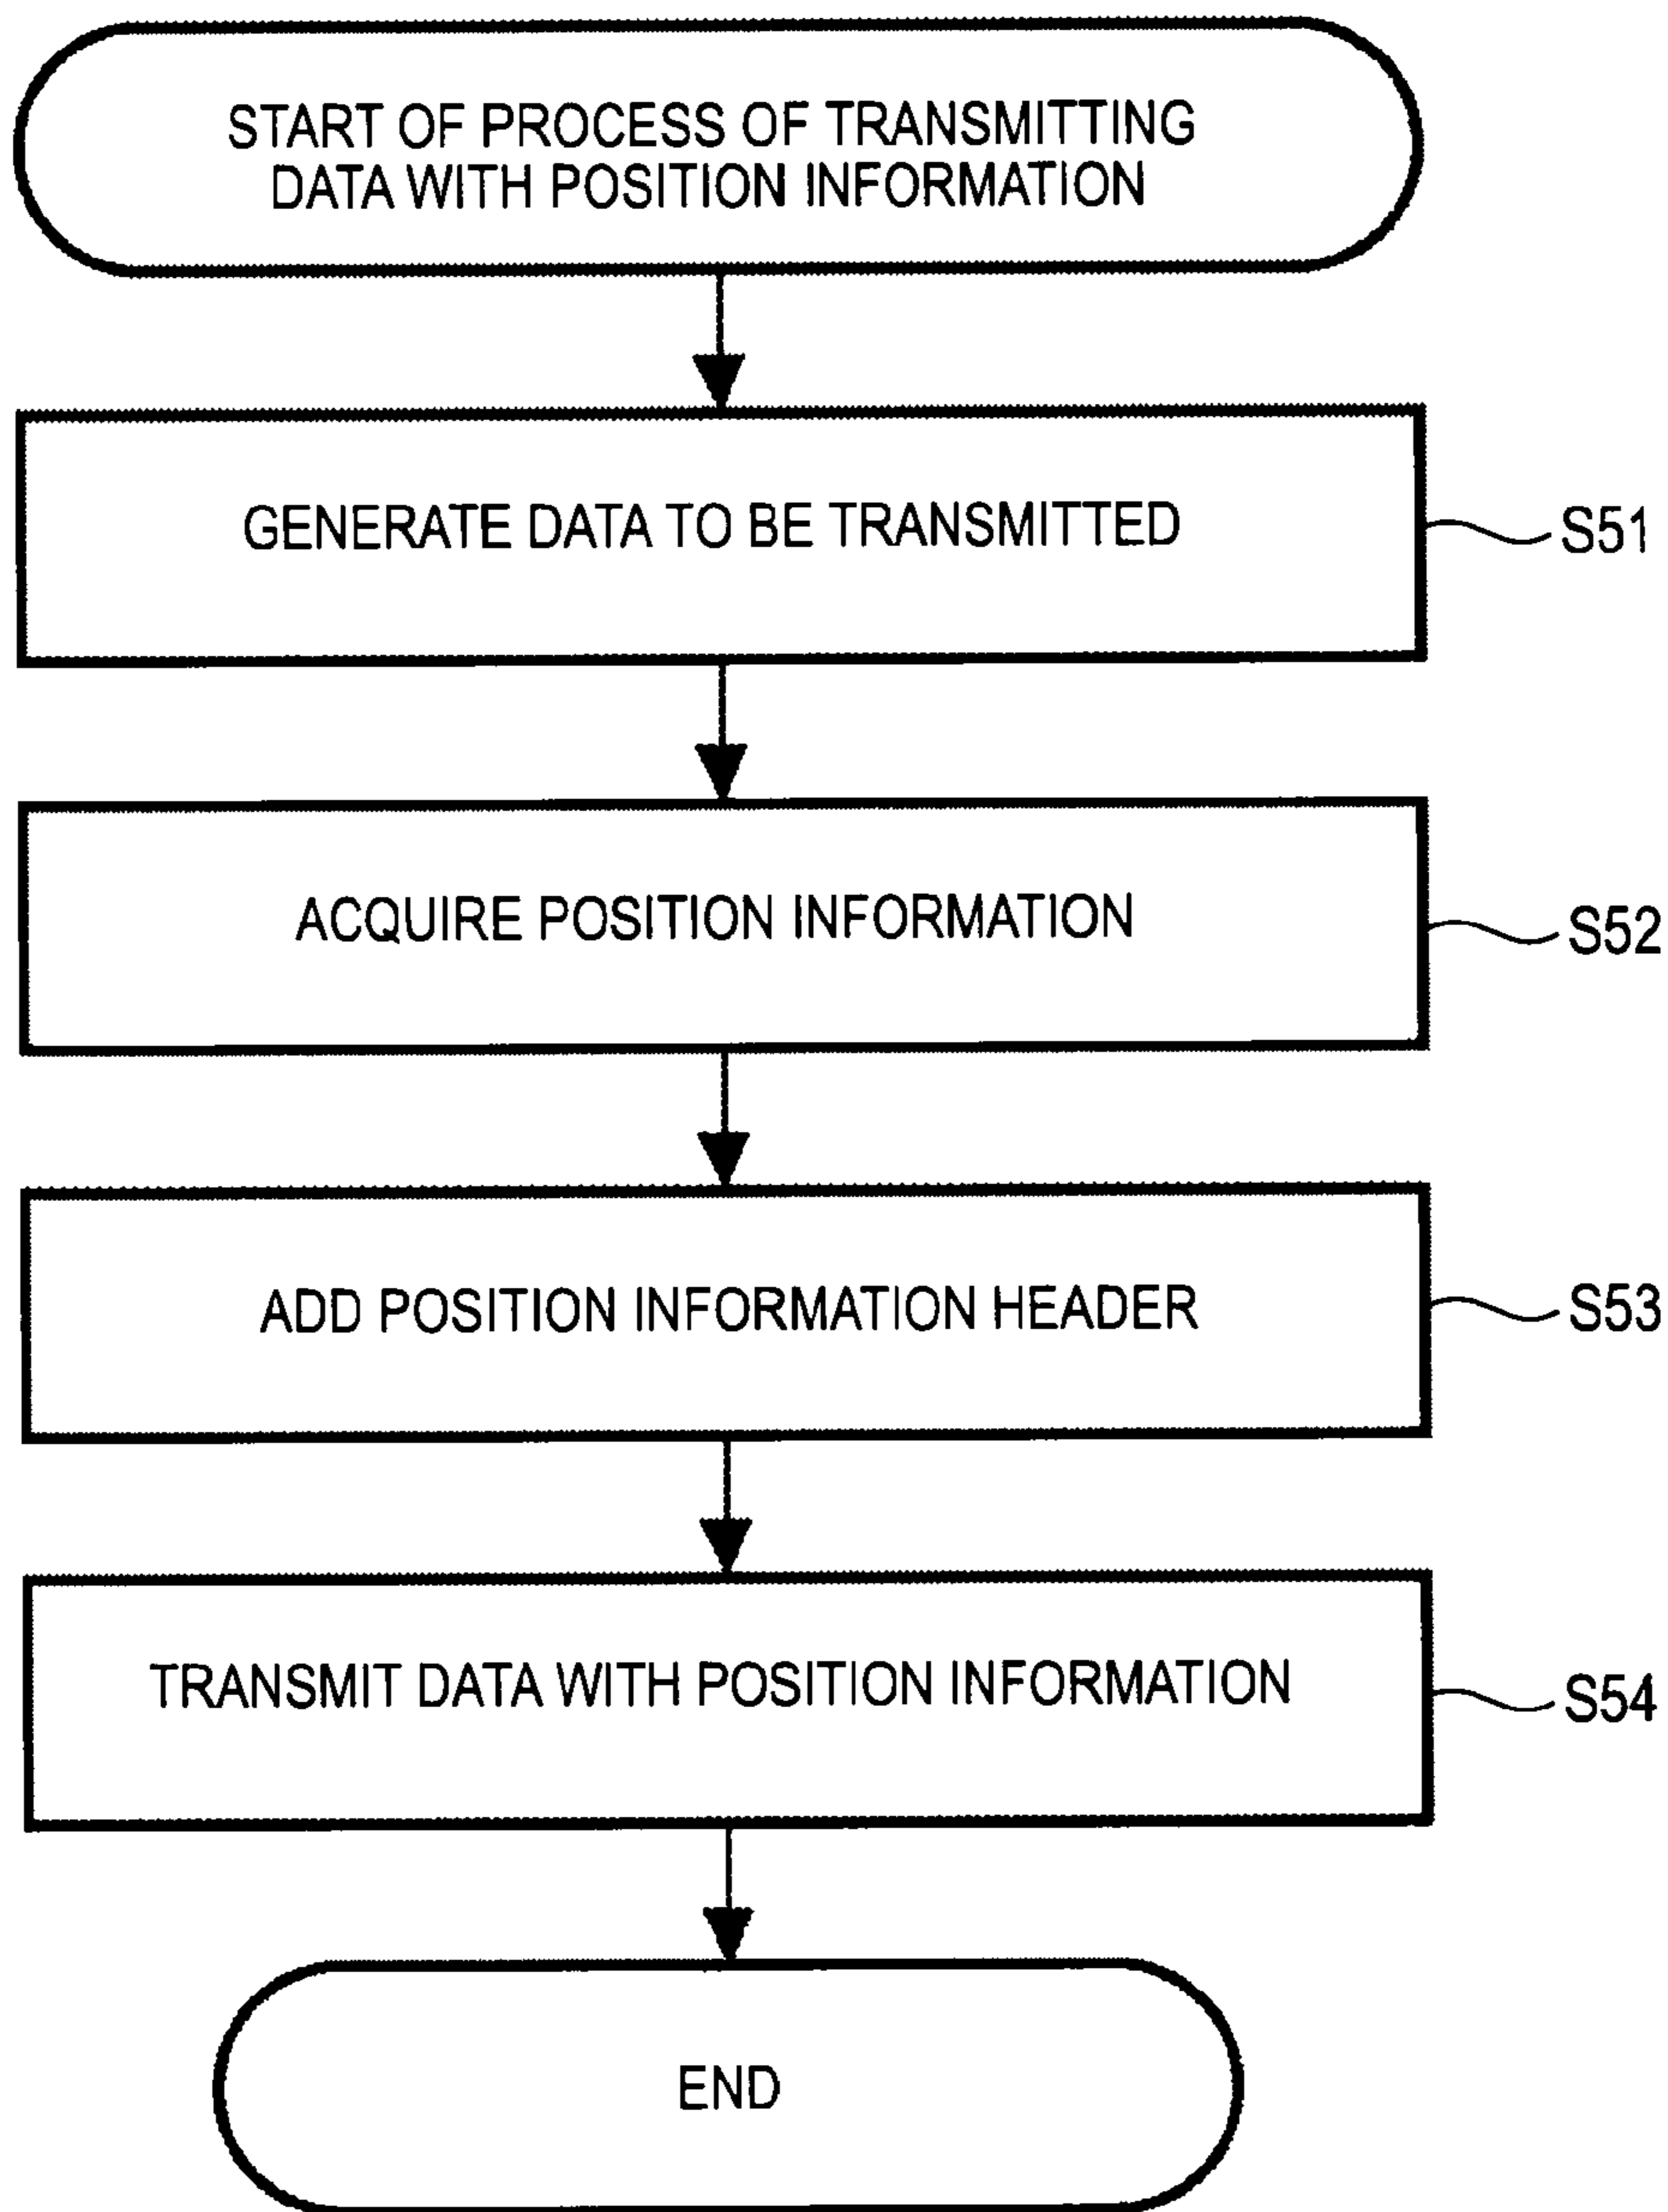 START OF PROCESS OF TRANSMITTING
DATA WITH POSITION INFORMATION
GENERATE DATA TO BE TRANSMITTED
S51
ACQUIRE POSITION INFORMATION
S52
ADD POSITION INFORMATION HEADER
S53
TRANSMIT DATA WITH POSITION INFORMATION
S54
END